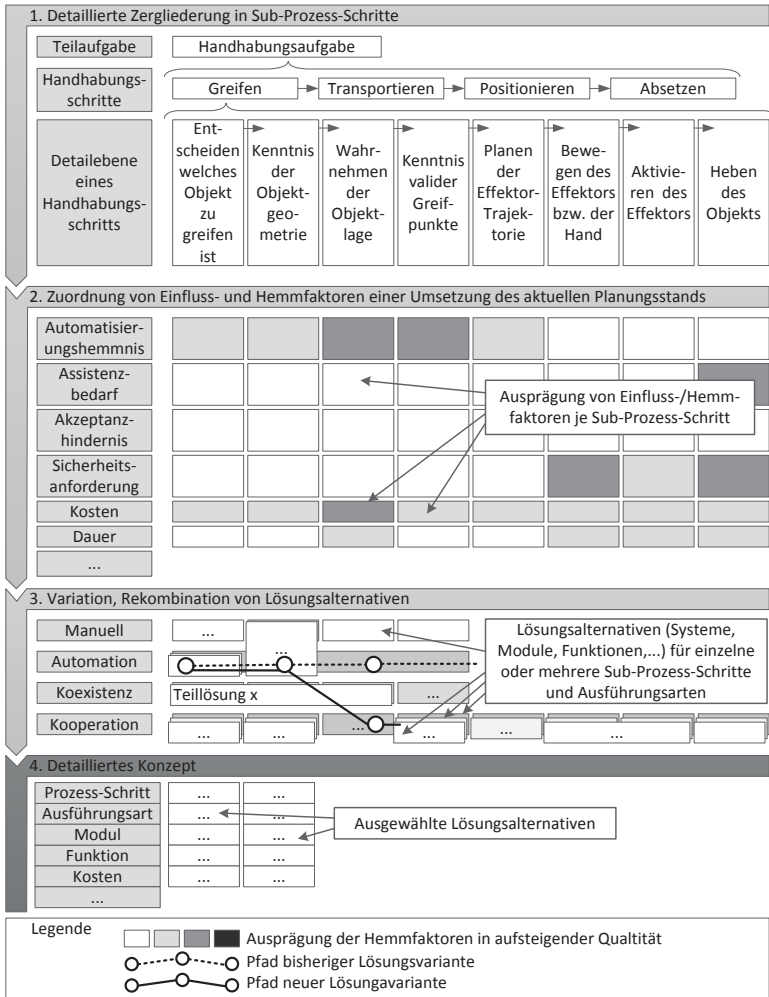 1. Detaillierte Zergliederung in Sub-Prozess-Schritte
Teilaufgabe
Handhabungsaufgabe
Handhabungs-
schritte
Greifen
Transportieren
Positionieren
Absetzen
Detailebene
eines
Handhabungs-
schritts
Ent-
scheiden
welches
Objekt
zu
greifen
ist
Kenntnis
der
Objekt-
geo-
metrie
Wahr-
nehmen
der
Objekt-
lage
Kenntnis
valider
Greif-
punkte
Planen
der
Effektor-
Trajek-
torie
Bewe-
gen des
Effektors
bzw. der
Hand
Aktivie-
ren des
Effektors
Heben
des
Objekts
2. Zuordnung von Einfluss- und Hemmfaktoren einer Umsetzung des aktuellen Planungsstands
Automatisier-
ungshemmnis
Assistenz-
bedarf
Akzeptanz-
hindernis
Sicherheits-
anforderung
Kosten
Dauer
...
Ausprägung von Einfluss-/Hemm-
faktoren je Sub-Prozess-Schritt
3. Variation, Rekombination von Lösungsalternativen
Manuell
...
...
Automation
Koexistenz
Teillösung x
...
Kooperation
...
...
...
...
...
...
Lösungsalternativen (Systeme,
Module, Funktionen,...) für einzelne
oder mehrere Sub-Prozess-Schritte
und Ausführungsarten
4. Detailliertes Konzept
Prozess-Schritt
... ...
Ausführungsart
... ...
Modul
... ...
Funktion
... ...
Kosten
... ...
...
Ausgewählte Lösungsalternativen
Legende
Ausprägung der Hemmfaktoren in aufsteigender Qualtität
Pfad bisheriger Lösungsvariante
Pfad neuer Lösungavariante